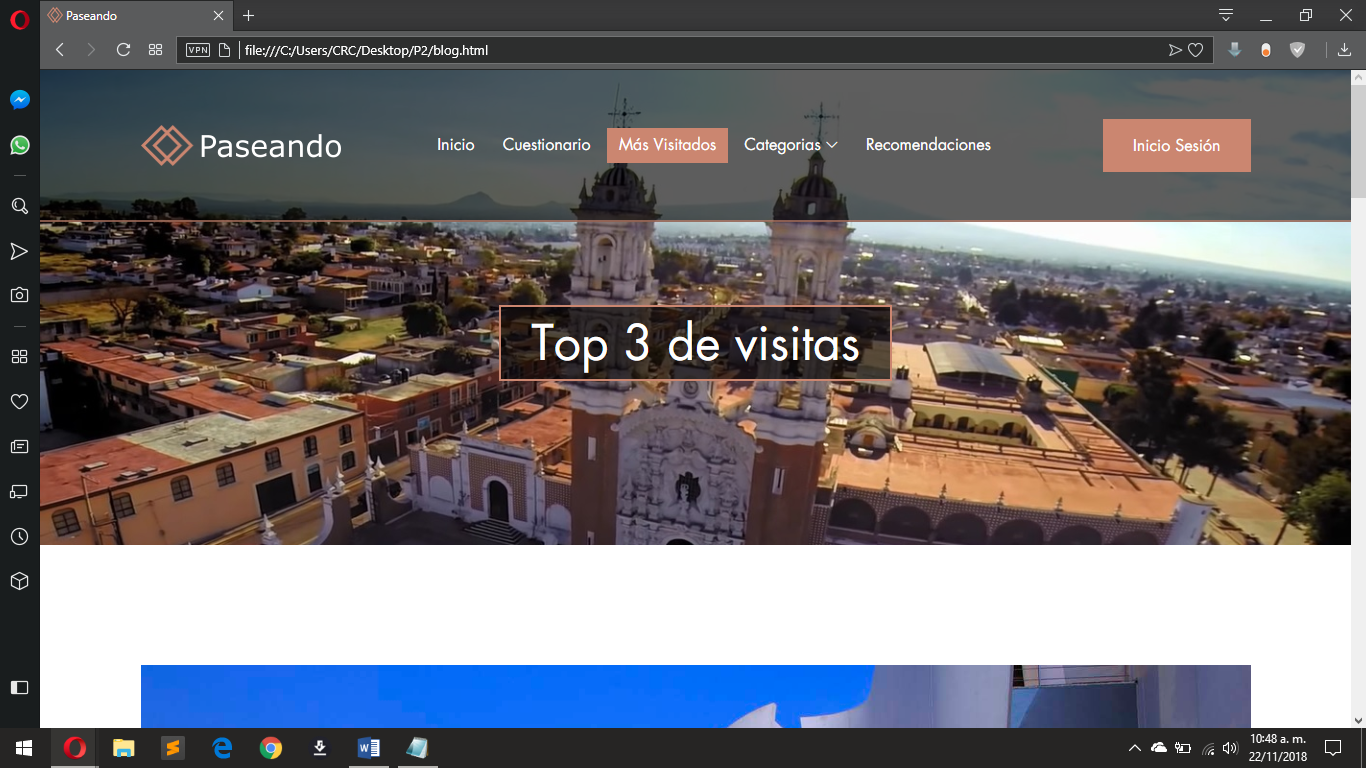 Paseando
VPN file:///C:/Users/CRC/Desktop/P2/blog.html
Paseando Inicio Cuestionario Más Visitados Categorias Recomendaciones Inicio Sesión
Top 3 de visitas
10:48 a. m.
22/11/2018